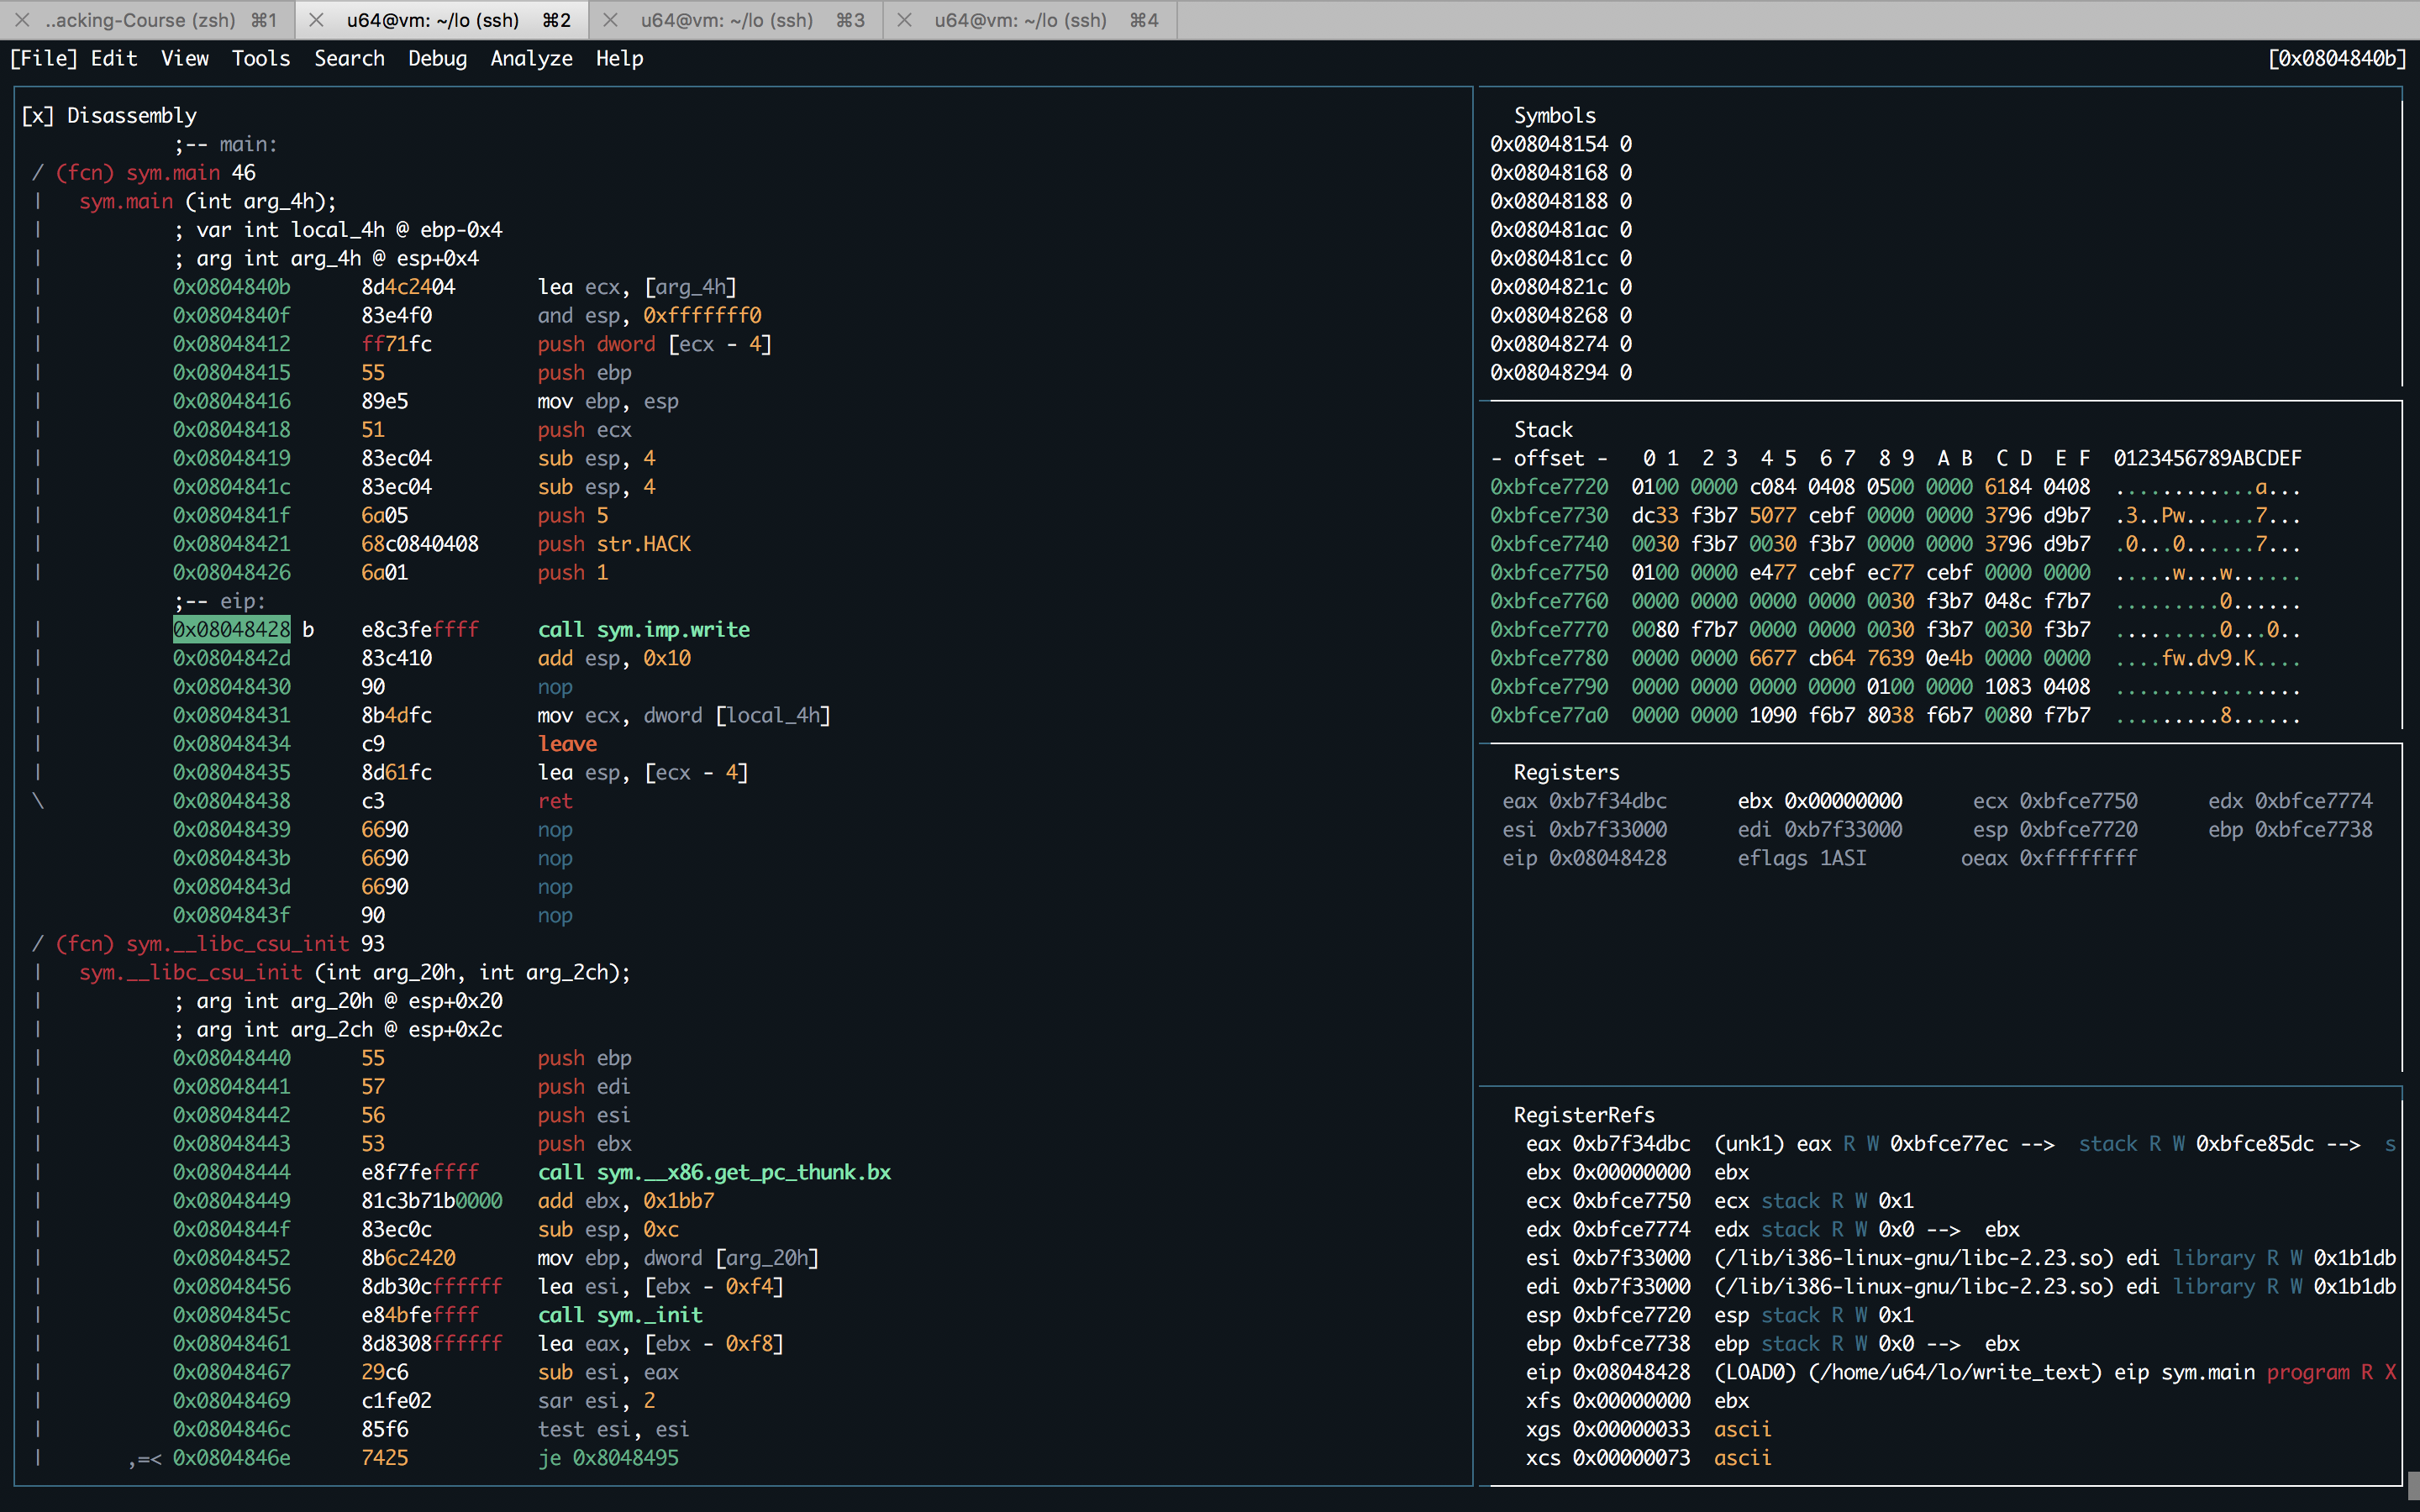 ..acking-Course (zsh) ⌘1 u64@vm: ~/lo (ssh) ⌘2 u64@vm: ~/lo (ssh) ⌘3 u64@vm: ~/lo (ssh) ⌘4
[File] Edit View Tools Search Debug Analyze Help [0x0804840b]
[x] Disassembly
;-- main:
/ (fcn) sym.main 46
| sym.main (int arg_4h);
| ; var int local_4h @ ebp-0x4
| ; arg int arg_4h @ esp+0x4
| 0x0804840b 8d4c2404 lea ecx, [arg_4h]
| 0x0804840f 83e4f0 and esp, 0xfffffff0
| 0x08048412 ff71fc push dword [ecx - 4]
| 0x08048415 55 push ebp
| 0x08048416 89e5 mov ebp, esp
| 0x08048418 51 push ecx
| 0x08048419 83ec04 sub esp, 4
| 0x0804841c 83ec04 sub esp, 4
| 0x0804841f 6a05 push 5
| 0x08048421 68c0840408 push str.HACK
| 0x08048426 6a01 push 1
;-- eip:
| 0x08048428 b e8c3feffff call sym.imp.write
| 0x0804842d 83c410 add esp, 0x10
| 0x08048430 90 nop
| 0x08048431 8b4dfc mov ecx, dword [local_4h]
| 0x08048434 c9 leave
| 0x08048435 8d61fc lea esp, [ecx - 4]
\ 0x08048438 c3 ret
0x08048439 6690 nop
0x0804843b 6690 nop
0x0804843d 6690 nop
0x0804843f 90 nop
/ (fcn) sym.__libc_csu_init 93
| sym.__libc_csu_init (int arg_20h, int arg_2ch);
| ; arg int arg_20h @ esp+0x20
| ; arg int arg_2ch @ esp+0x2c
| 0x08048440 55 push ebp
| 0x08048441 57 push edi
| 0x08048442 56 push esi
| 0x08048443 53 push ebx
| 0x08048444 e8f7feffff call sym.__x86.get_pc_thunk.bx
| 0x08048449 81c3b71b0000 add ebx, 0x1bb7
| 0x0804844f 83ec0c sub esp, 0xc
| 0x08048452 8b6c2420 mov ebp, dword [arg_20h]
| 0x08048456 8db30cffffff lea esi, [ebx - 0xf4]
| 0x0804845c e84bfeffff call sym._init
| 0x08048461 8d8308ffffff lea eax, [ebx - 0xf8]
| 0x08048467 29c6 sub esi, eax
| 0x08048469 c1fe02 sar esi, 2
| 0x0804846c 85f6 test esi, esi
| ,=< 0x0804846e 7425 je 0x8048495
Symbols
0x08048154 0
0x08048168 0
0x08048188 0
0x080481ac 0
0x080481cc 0
0x0804821c 0
0x08048268 0
0x08048274 0
0x08048294 0
Stack
- offset - 0 1 2 3 4 5 6 7 8 9 A B C D E F 0123456789ABCDEF
0xbfce7720 0100 0000 c084 0408 0500 0000 6184 0408 ............a...
0xbfce7730 dc33 f3b7 5077 cebf 0000 0000 3796 d9b7 .3..Pw......7...
0xbfce7740 0030 f3b7 0030 f3b7 0000 0000 3796 d9b7 .0...0......7...
0xbfce7750 0100 0000 e477 cebf ec77 cebf 0000 0000 .....w...w......
0xbfce7760 0000 0000 0000 0000 0030 f3b7 048c f7b7 .........0......
0xbfce7770 0080 f7b7 0000 0000 0030 f3b7 0030 f3b7 .........0...0..
0xbfce7780 0000 0000 6677 cb64 7639 0e4b 0000 0000 ....fw.dv9.K....
0xbfce7790 0000 0000 0000 0000 0100 0000 1083 0408 ................
0xbfce77a0 0000 0000 1090 f6b7 8038 f6b7 0080 f7b7 .........8......
Registers
eax 0xb7f34dbc ebx 0x00000000 ecx 0xbfce7750 edx 0xbfce7774
esi 0xb7f33000 edi 0xb7f33000 esp 0xbfce7720 ebp 0xbfce7738
eip 0x08048428 eflags 1ASI oeax 0xffffffff
RegisterRefs
eax 0xb7f34dbc (unk1) eax R W 0xbfce77ec --> stack R W 0xbfce85dc --> s
ebx 0x00000000 ebx
ecx 0xbfce7750 ecx stack R W 0x1
edx 0xbfce7774 edx stack R W 0x0 --> ebx
esi 0xb7f33000 (/lib/i386-linux-gnu/libc-2.23.so) edi library R W 0x1b1db
edi 0xb7f33000 (/lib/i386-linux-gnu/libc-2.23.so) edi library R W 0x1b1db
esp 0xbfce7720 esp stack R W 0x1
ebp 0xbfce7738 ebp stack R W 0x0 --> ebx
eip 0x08048428 (LOAD0) (/home/u64/lo/write_text) eip sym.main program R X
xfs 0x00000000 ebx
xgs 0x00000033 ascii
xcs 0x00000073 ascii